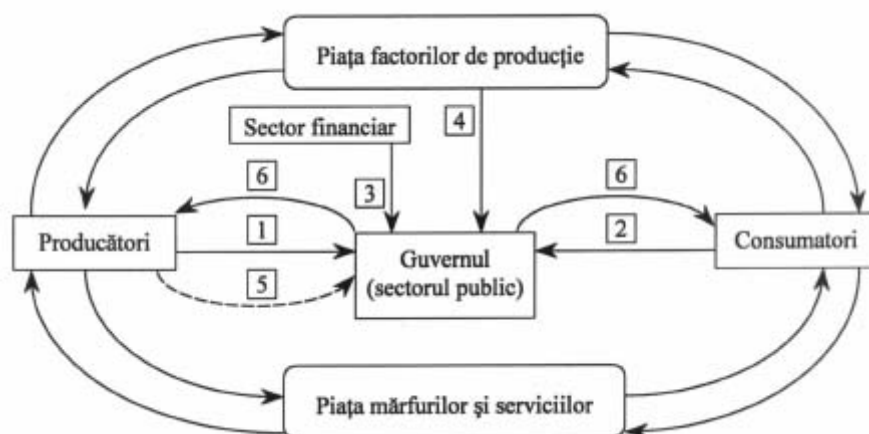 Piața factorilor de producție
Sector financiar
4
6
3
6
Producători
1
Guvernul
(sectorul public)
2
Consumatori
5
Piața mărfurilor și serviciilor